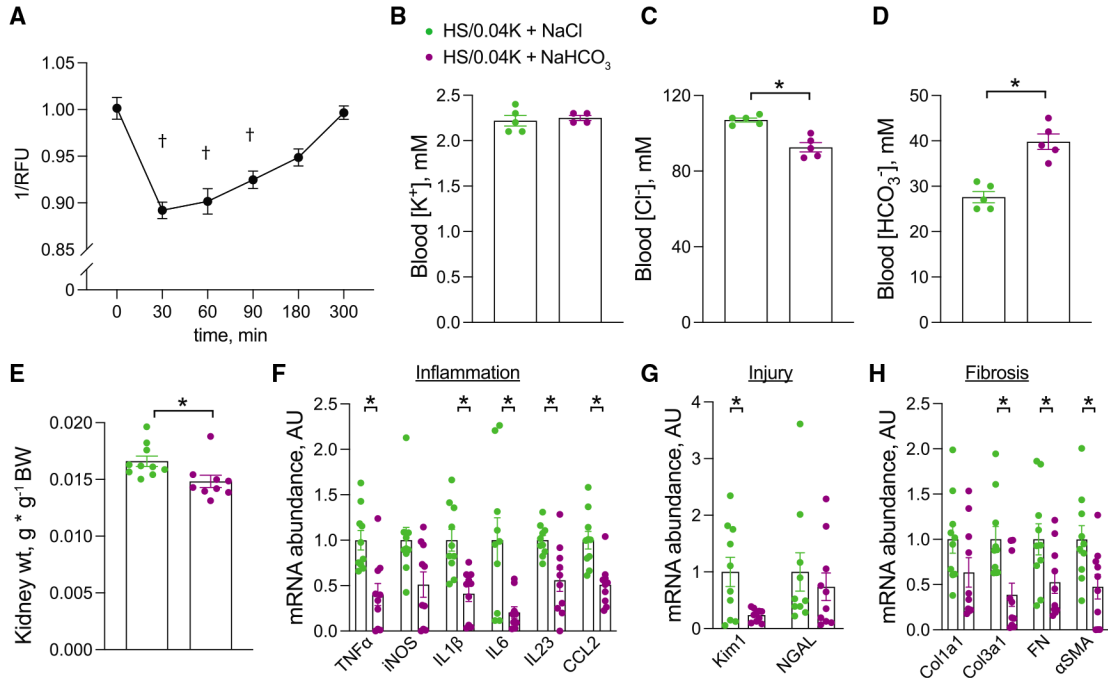 A
1/RFU
1.05
1.00
0.95
0.90
0.85
0
† † †
0 30 60 90 180 300
time, min
HS/0.04K + NaCl
HS/0.04K + NaHCO₃
B
Blood [K⁺], mM
2.5
2.0
1.5
1.0
0.5
0.0
C
Blood [Cl⁻], mM
120
80
40
0
*
D
Blood [HCO₃⁻], mM
50
40
30
20
10
0
*
E
Kidney wt, g * g⁻¹ BW
0.020
0.015
0.010
0.005
0.000
*
F
Inflammation
mRNA abundance, AU
2.5
2.0
1.5
1.0
0.5
0.0
* * * * *
TNFα iNOS IL1β IL6 IL23 CCL2
G
Injury
mRNA abundance, AU
4
3
2
1
0
*
Kim1 NGAL
H
Fibrosis
mRNA abundance, AU
2.5
2.0
1.5
1.0
0.5
0.0
* * *
Col1a1 Col3a1 FN αSMA